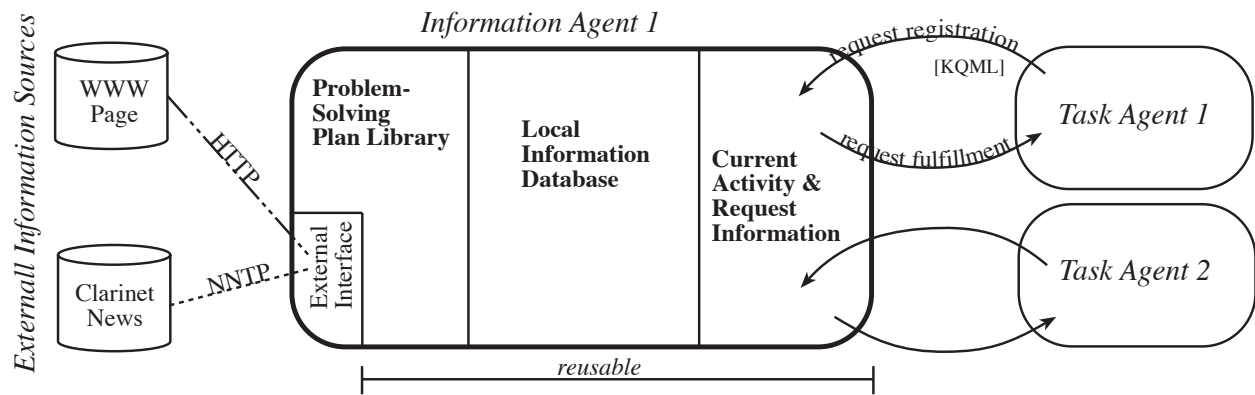 Externall Information Sources
WWW
Page
Clarinet
News
HTTP
NNTP
Information Agent 1
Problem-
Solving
Plan Library
External
Interface
Local
Information
Database
Current
Activity &
Request
Information
reusable
request registration
[KQML]
request fulfillment
Task Agent 1
Task Agent 2